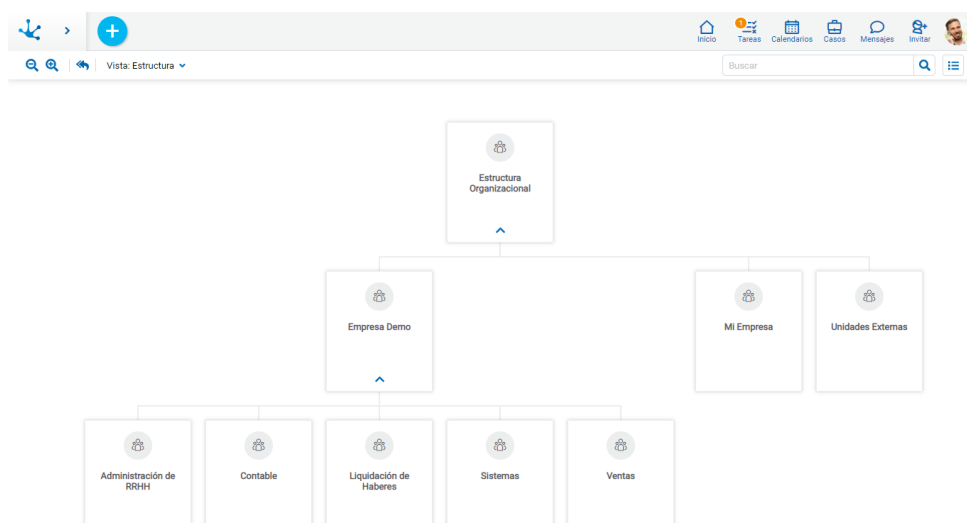 1
Inicio
Tareas
Calendarios
Casos
Mensajes
Invitar
Vista: Estructura
Buscar
Estructura
Organizacional
Empresa Demo
Mi Empresa
Unidades Externas
Administración de
RRHH
Contable
Liquidación de
Haberes
Sistemas
Ventas